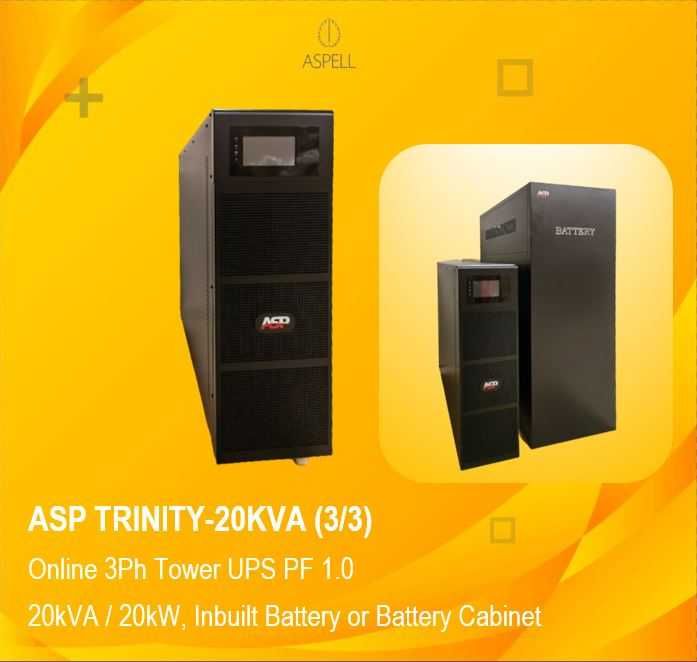 ASPELL
ASP
ASP
BATTERY
ASP
ASP TRINITY-20KVA (3/3)
Online 3Ph Tower UPS PF 1.0
20kVA / 20kW, Inbuilt Battery or Battery Cabinet